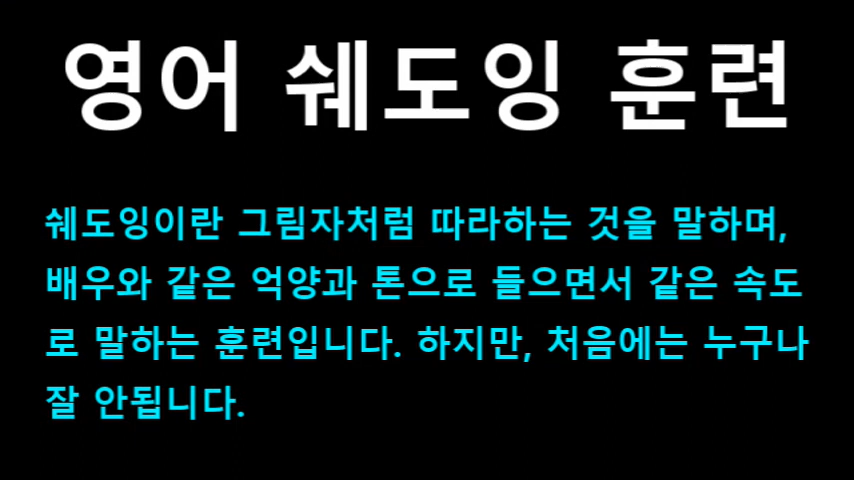 영어 쉐도잉 훈련
쉐도잉이란 그림자처럼 따라하는 것을 말하며,
배우와 같은 억양과 톤으로 들으면서 같은 속도
로 말하는 훈련입니다. 하지만, 처음에는 누구나
잘 안됩니다.